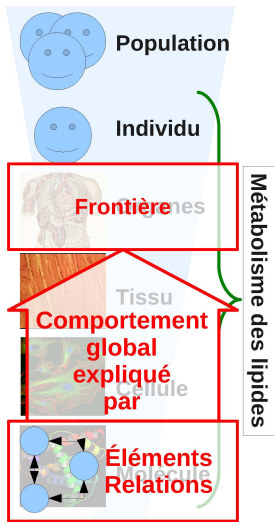 Population
Individu
Frontière
Organes
Tissu
Comportement
global
expliqué
Cellule
par
Éléments
Molécule
Relations
Métabolisme des lipides